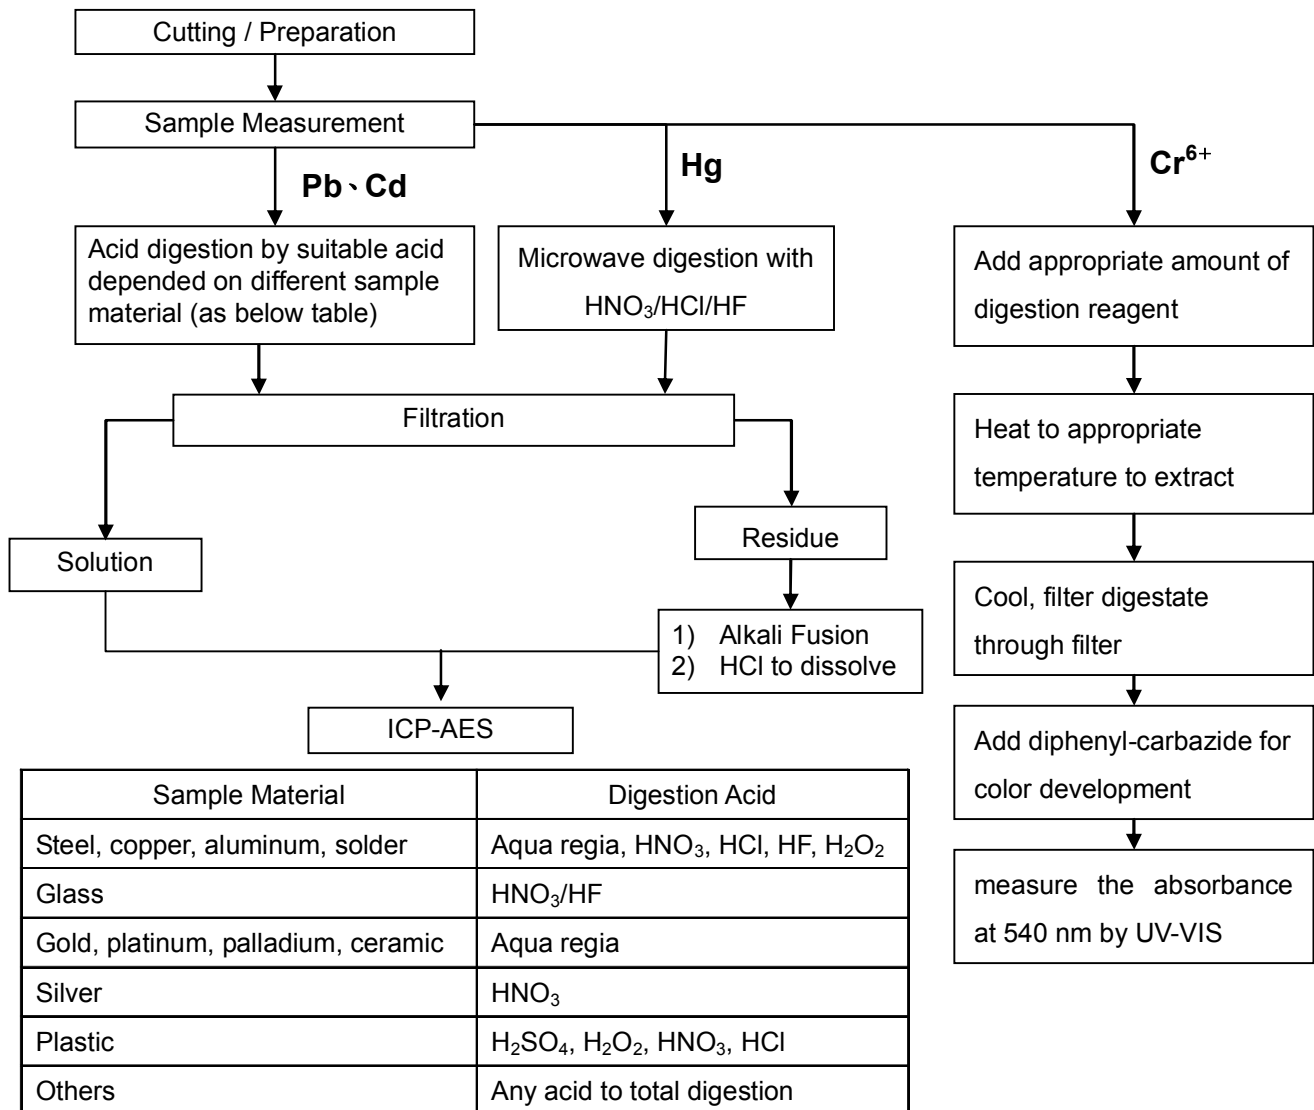 Cutting / Preparation
Sample Measurement
Pb、Cd
Hg
Cr⁶⁺
Acid digestion by suitable acid
depended on different sample
material (as below table)
Microwave digestion with
HNO₃/HCl/HF
Add appropriate amount of
digestion reagent
Filtration
Heat to appropriate
temperature to extract
Solution
Residue
Cool, filter digestate
through filter
1) Alkali Fusion
2) HCl to dissolve
ICP-AES
Add diphenyl-carbazide for
color development
measure the absorbance
at 540 nm by UV-VIS
Sample Material Digestion Acid
Steel, copper, aluminum, solder Aqua regia, HNO₃, HCl, HF, H₂O₂
Glass HNO₃/HF
Gold, platinum, palladium, ceramic Aqua regia
Silver HNO₃
Plastic H₂SO₄, H₂O₂, HNO₃, HCl
Others Any acid to total digestion